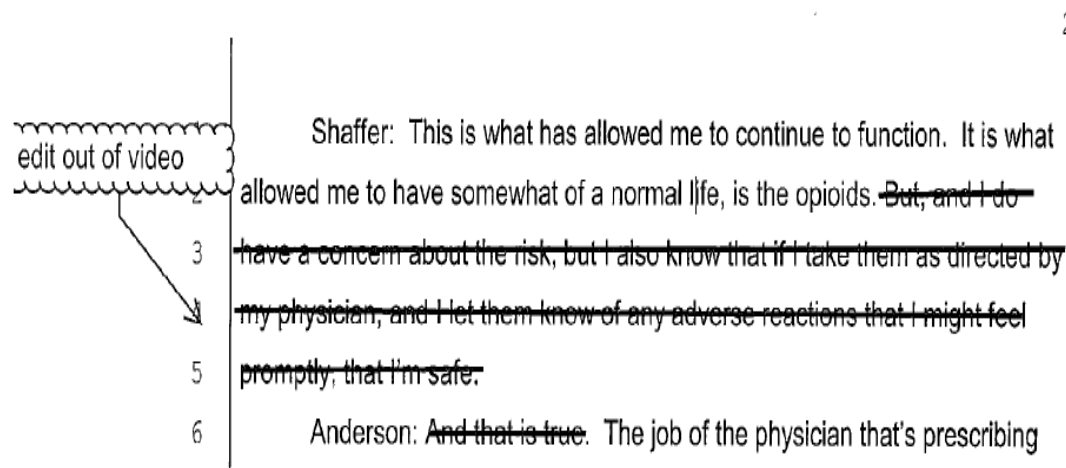 2
Shaffer: This is what has allowed me to continue to function. It is what
edit out of video
2 allowed me to have somewhat of a normal life, is the opioids. But, and I do
3 have a concern about the risk, but I also know that if I take them as directed by
4 my physician, and I let them know of any adverse reactions that I might feel
5 promptly, that I'm safe.
6 Anderson: And that is true. The job of the physician that's prescribing